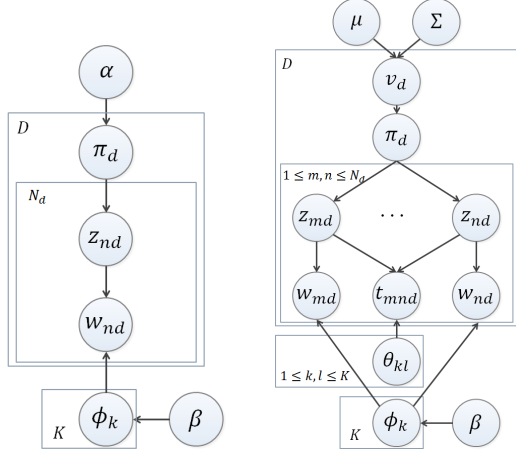 α
D
π_d
N_d
z_nd
w_nd
ϕ_k
K
β
μ
Σ
D
v_d
π_d
1 ≤ m, n ≤ N_d
z_md
···
z_nd
w_md
t_mnd
w_nd
θ_kl
1 ≤ k, l ≤ K
ϕ_k
K
β